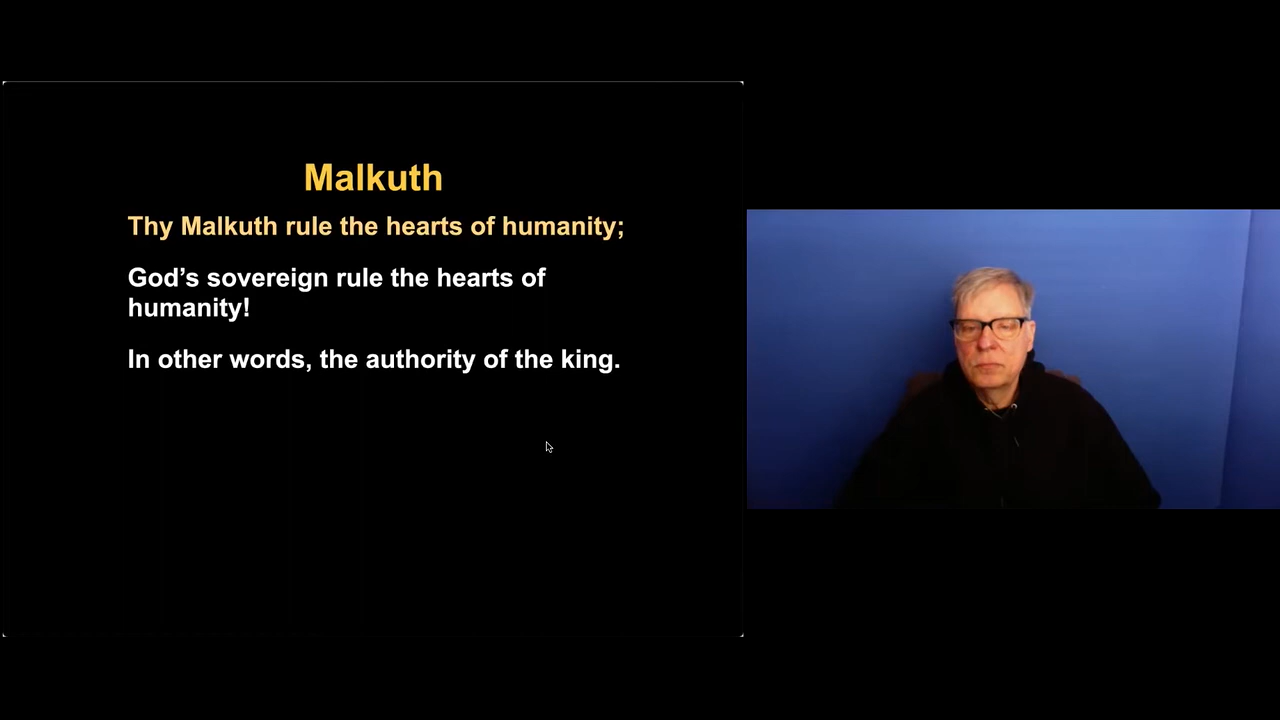 Malkuth
Thy Malkuth rule the hearts of humanity;
God’s sovereign rule the hearts of
humanity!
In other words, the authority of the king.